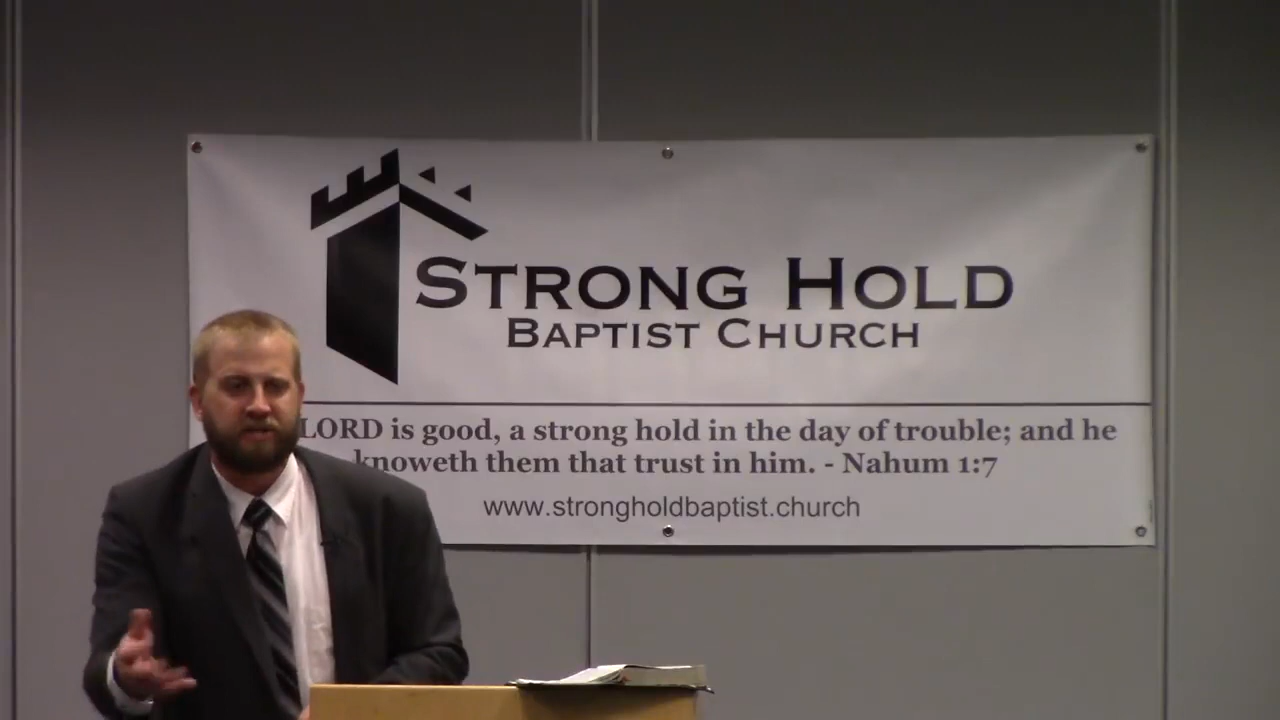 STRONG HOLD
BAPTIST CHURCH
LORD is good, a strong hold in the day of trouble; and he
knoweth them that trust in him. - Nahum 1:7
www.strongholdbaptist.church